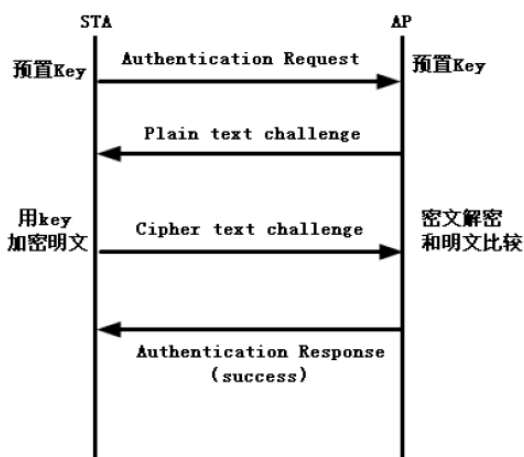 STA AP
预置Key Authentication Request 预置Key
Plain text challenge
用key
加密明文
Cipher text challenge
密文解密
和明文比较
Authentication Response
(success)